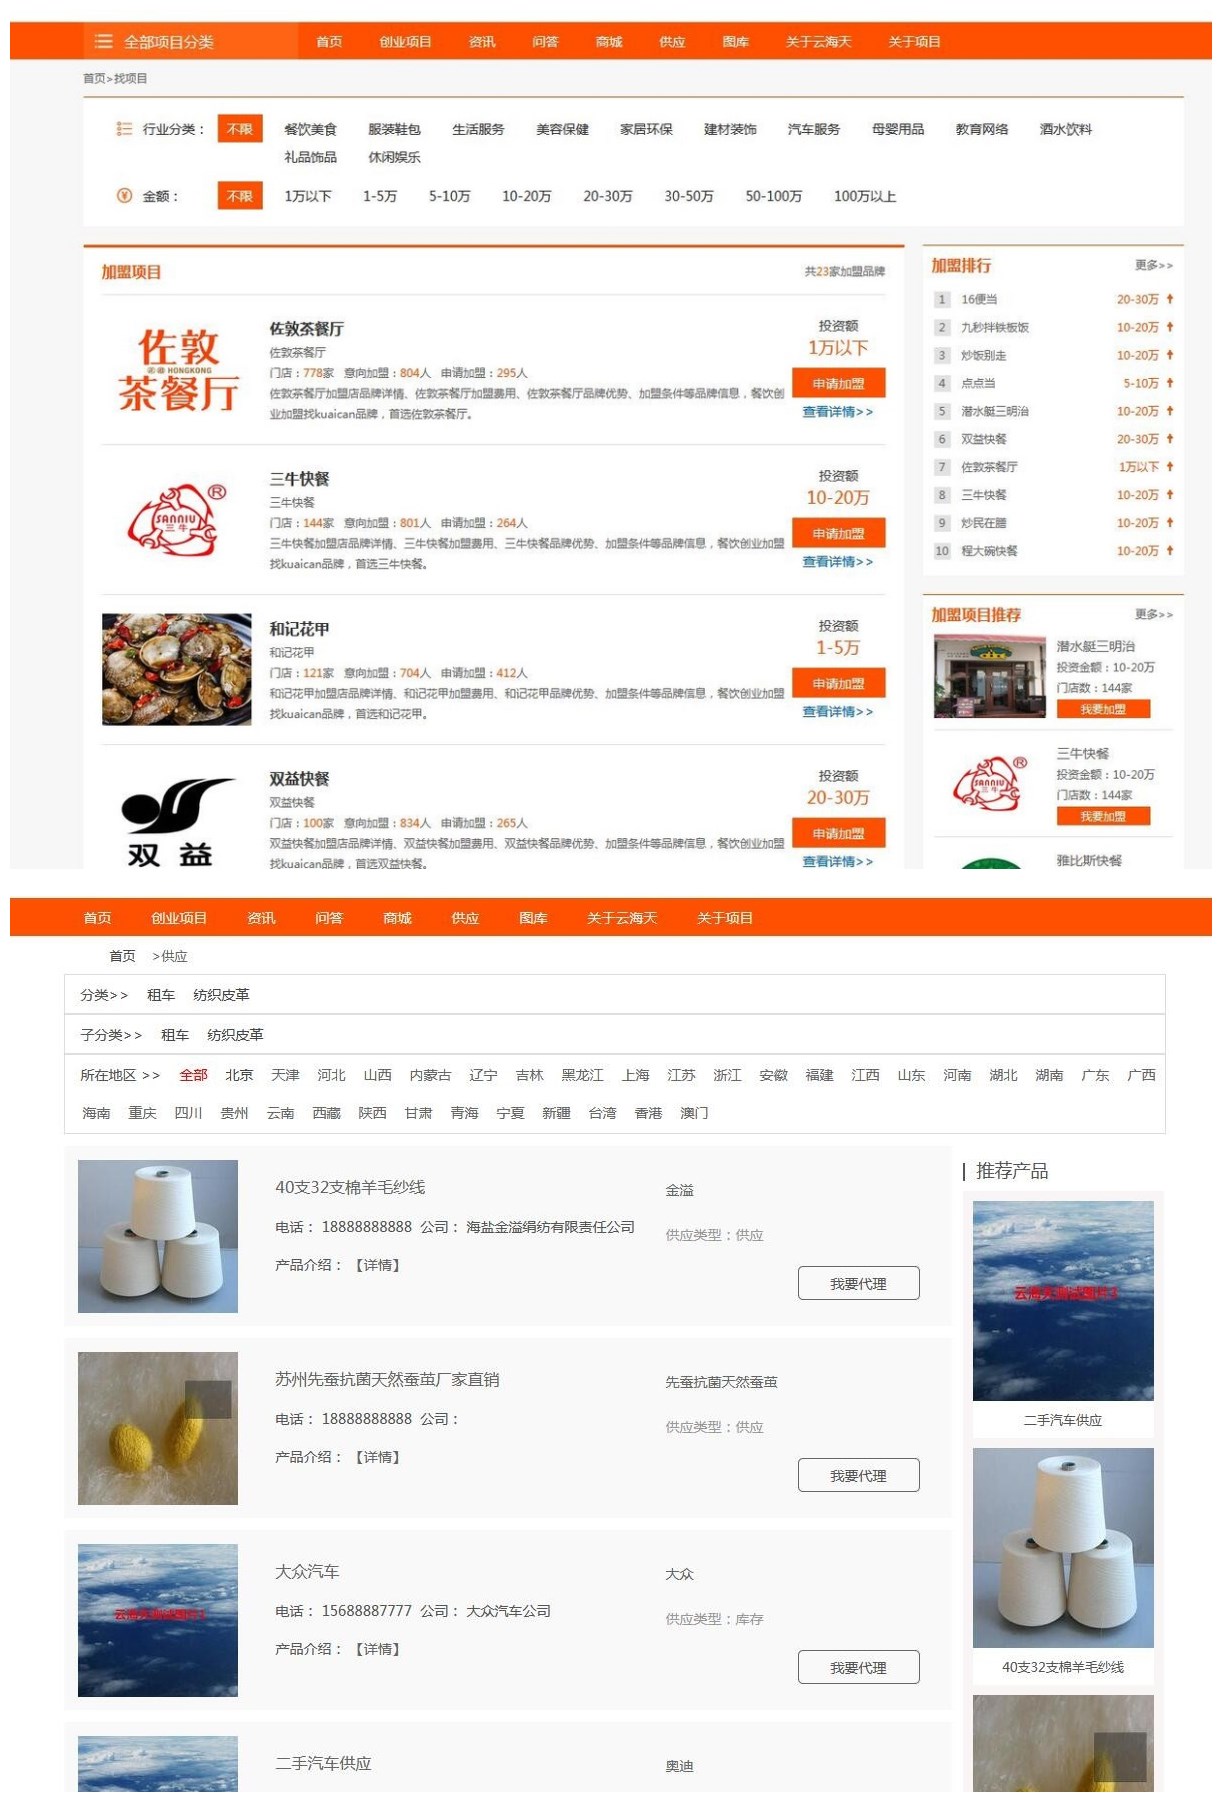 全部项目分类 首页 创业项目 资讯 问答 商城 供应 图库 关于云海天 关于项目
首页>找项目
行业分类： 不限 餐饮美食 服装鞋包 生活服务 美容保健 家居环保 建材装饰 汽车服务 母婴用品 教育网络 酒水饮料
礼品饰品 休闲娱乐
金额： 不限 1万以下 1-5万 5-10万 10-20万 20-30万 30-50万 50-100万 100万以上
加盟项目 共23家加盟品牌
佐敦
HONGKONG
茶餐厅
佐敦茶餐厅
佐敦茶餐厅
门店：778家 意向加盟：804人 申请加盟：295人
佐敦茶餐厅加盟店品牌详情、佐敦茶餐厅加盟费用、佐敦茶餐厅品牌优势、加盟条件等品牌信息，餐饮创
业加盟找kuaican品牌，首选佐敦茶餐厅。
投资额
1万以下
申请加盟
查看详情>>
SANNIU®
三牛
三牛快餐
三牛快餐
门店：144家 意向加盟：801人 申请加盟：264人
三牛快餐加盟店品牌详情、三牛快餐加盟费用、三牛快餐品牌优势、加盟条件等品牌信息，餐饮创业加盟
找kuaican品牌，首选三牛快餐。
投资额
10-20万
申请加盟
查看详情>>
和记花甲
和记花甲
门店：121家 意向加盟：704人 申请加盟：412人
和记花甲加盟店品牌详情、和记花甲加盟费用、和记花甲品牌优势、加盟条件等品牌信息，餐饮创业加盟
找kuaican品牌，首选和记花甲。
投资额
1-5万
申请加盟
查看详情>>
双益
双益快餐
双益快餐
门店：100家 意向加盟：834人 申请加盟：265人
双益快餐加盟店品牌详情、双益快餐加盟费用、双益快餐品牌优势、加盟条件等品牌信息，餐饮创业加盟
找kuaican品牌，首选双益快餐。
投资额
20-30万
申请加盟
查看详情>>
加盟排行 更多>>
1 16便当 20-30万
2 九秒拌铁板饭 10-20万
3 炒饭别走 10-20万
4 点点当 5-10万
5 潜水艇三明治 10-20万
6 双益快餐 20-30万
7 佐敦茶餐厅 1万以下
8 三牛快餐 10-20万
9 炒民在膳 10-20万
10 程大碗快餐 10-20万
加盟项目推荐 更多>>
潜水艇三明治
投资金额：10-20万
门店数：144家
我要加盟
SANNIU®
三牛
三牛快餐
投资金额：10-20万
门店数：144家
我要加盟
雅比斯快餐
首页 创业项目 资讯 问答 商城 供应 图库 关于云海天 关于项目
首页 >供应
分类>> 租车 纺织皮革
子分类>> 租车 纺织皮革
所在地区 >> 全部 北京 天津 河北 山西 内蒙古 辽宁 吉林 黑龙江 上海 江苏 浙江 安徽 福建 江西 山东 河南 湖北 湖南 广东 广西
海南 重庆 四川 贵州 云南 西藏 陕西 甘肃 青海 宁夏 新疆 台湾 香港 澳门
40支32支棉羊毛纱线
电话： 18888888888 公司： 海盐金溢绢纺有限责任公司
产品介绍： 【详情】
金溢
供应类型：供应
我要代理
苏州先蚕抗菌天然蚕茧厂家直销
电话： 18888888888 公司：
产品介绍： 【详情】
先蚕抗菌天然蚕茧
供应类型：供应
我要代理
大众汽车
电话： 15688887777 公司： 大众汽车公司
产品介绍： 【详情】
大众
供应类型：库存
我要代理
二手汽车供应
奥迪
推荐产品
二手汽车供应
40支32支棉羊毛纱线